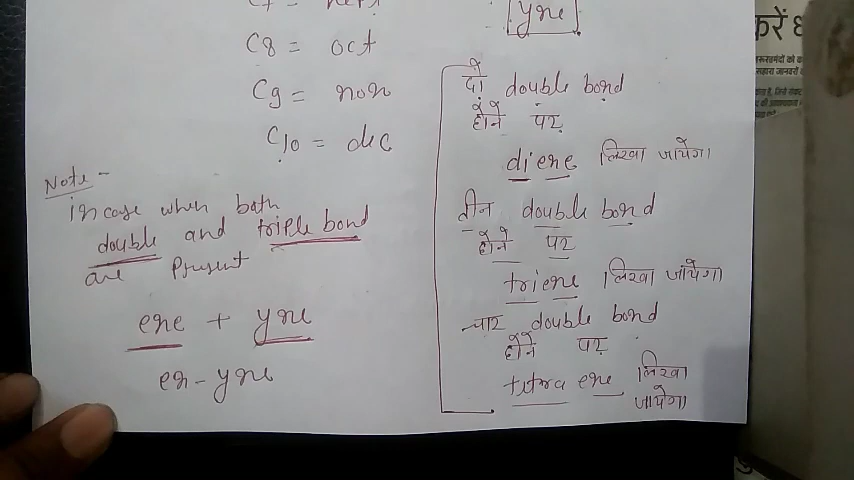 C8 = oct
C9 = non
C10 = dec
Note -
in case when bath
double and triple bond
are Present
ene + yne
en - yne
yne
दो double bond
होने पर
diene लिखा जायेगा
तीन double bond
होने पर
triene लिखा जायेगा
चार double bond
होने पर
tetra ene लिखा
जायेगा